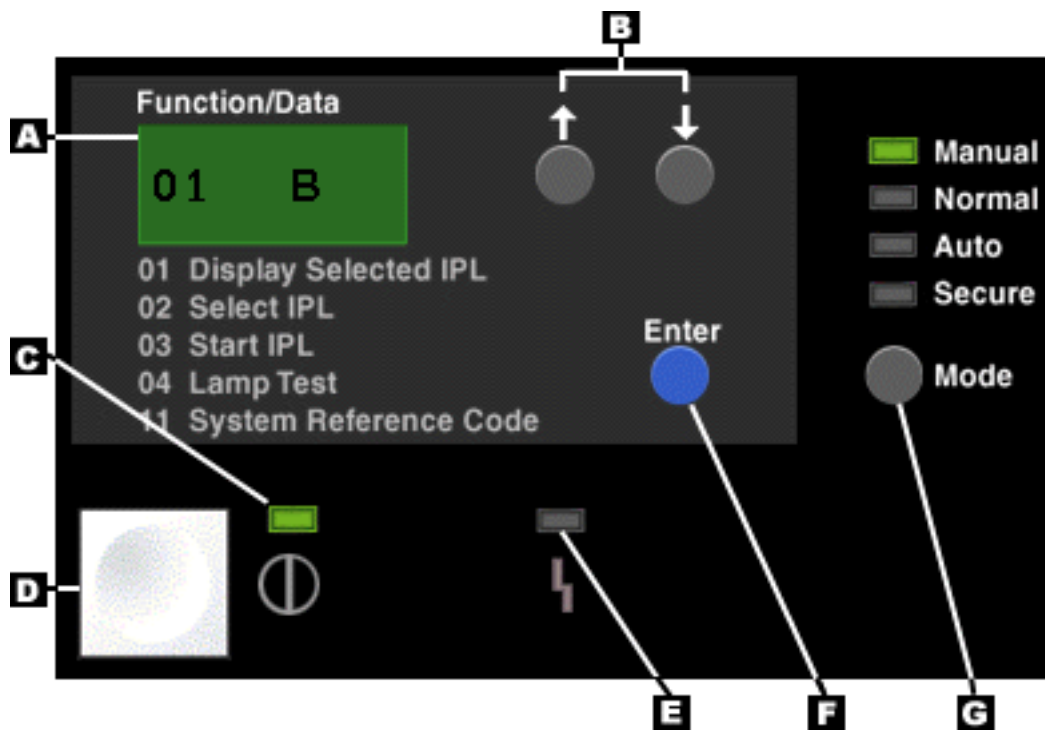 B
Function/Data
A
01 B
Manual
Normal
Auto
Secure
01 Display Selected IPL
02 Select IPL
03 Start IPL
04 Lamp Test
11 System Reference Code
Enter
Mode
C
D
E
F
G